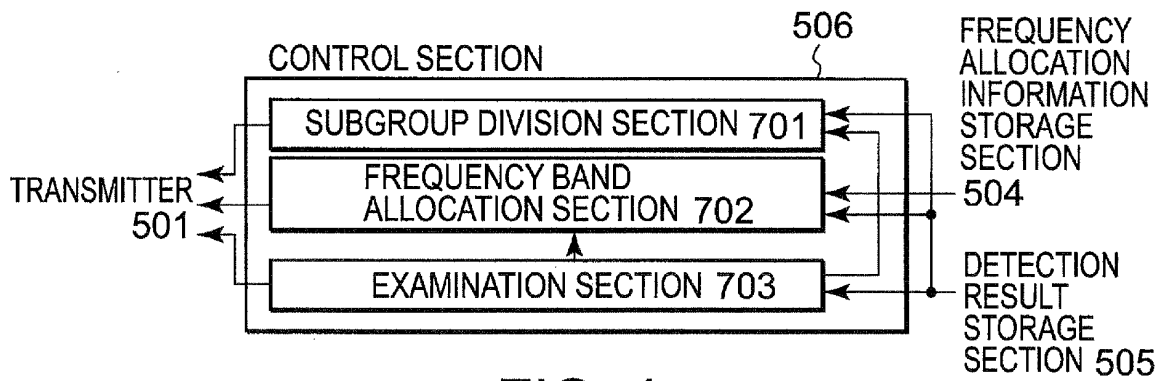 506
CONTROL SECTION
SUBGROUP DIVISION SECTION 701
FREQUENCY BAND
ALLOCATION SECTION 702
EXAMINATION SECTION 703
TRANSMITTER
501
FREQUENCY
ALLOCATION
INFORMATION
STORAGE
SECTION
504
DETECTION
RESULT
STORAGE
SECTION 505